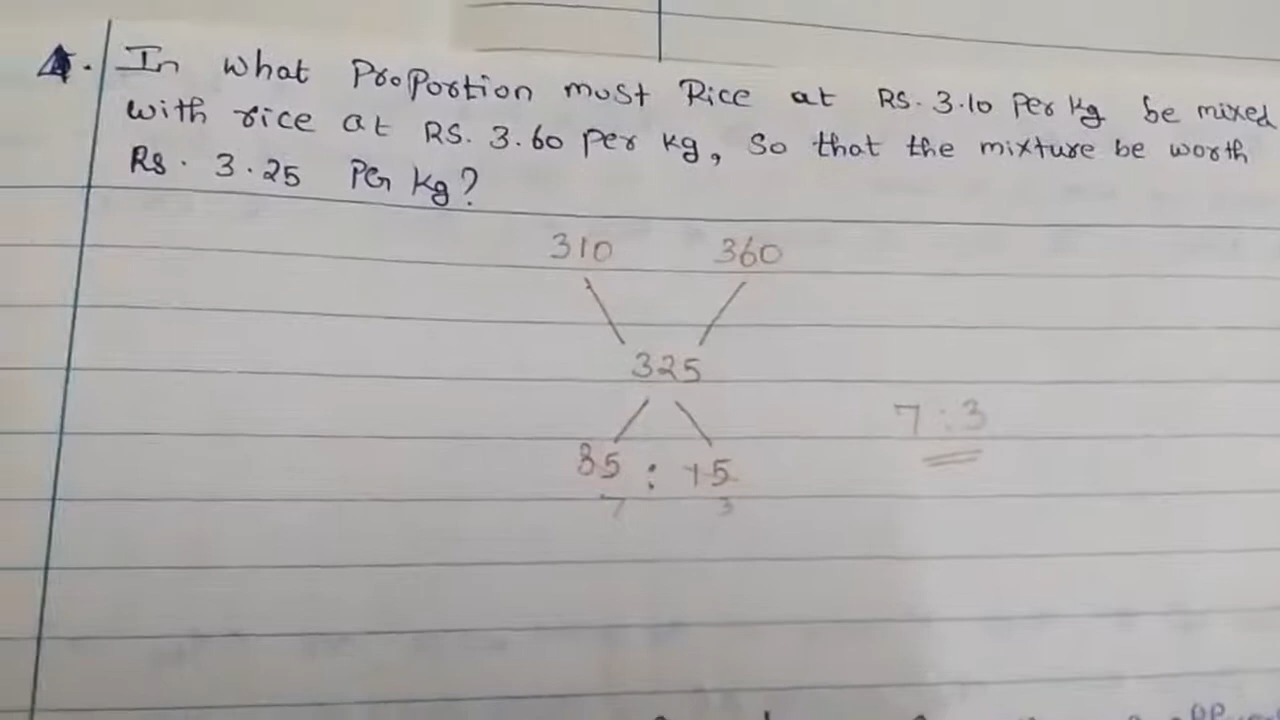 4. In what Proportion must Rice at RS. 3.10 per kg be mixed
with rice at RS. 3.60 per kg, so that the mixture be worth
Rs. 3.25 per kg?
310 360
325
35 : 15
7 3
7:3